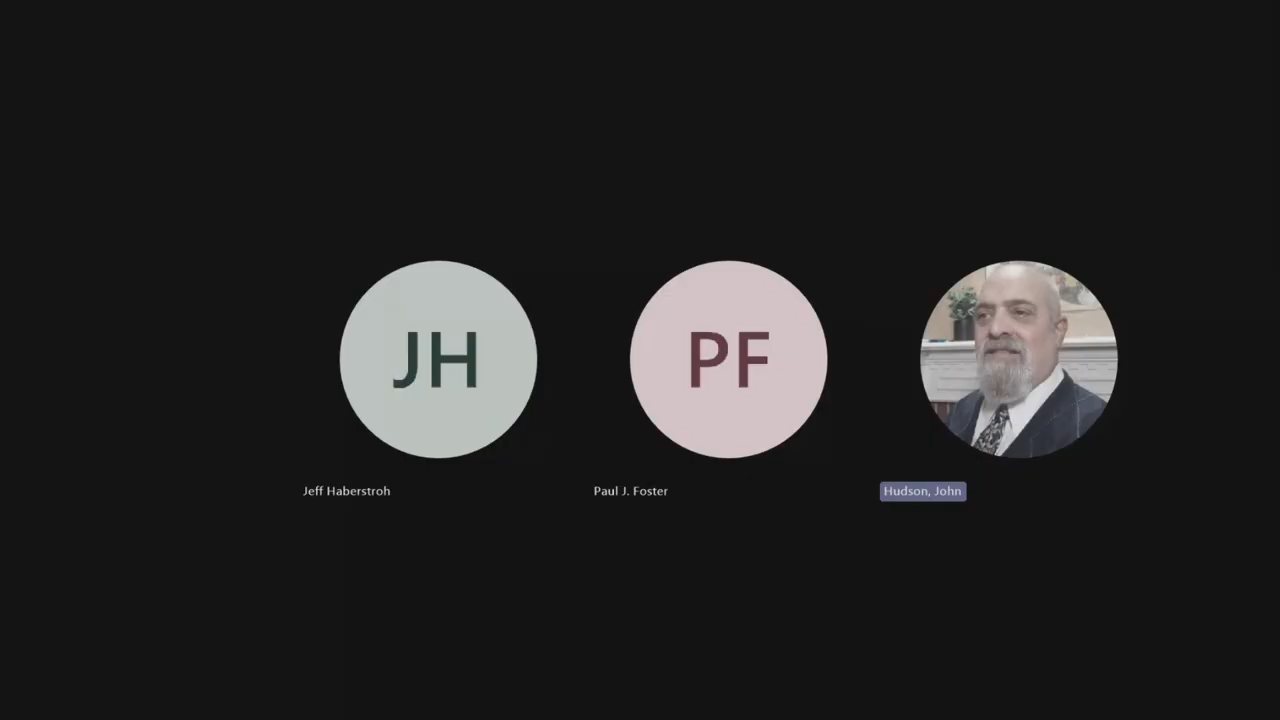 JH
PF
Jeff Haberstroh
Paul J. Foster
Hudson, John